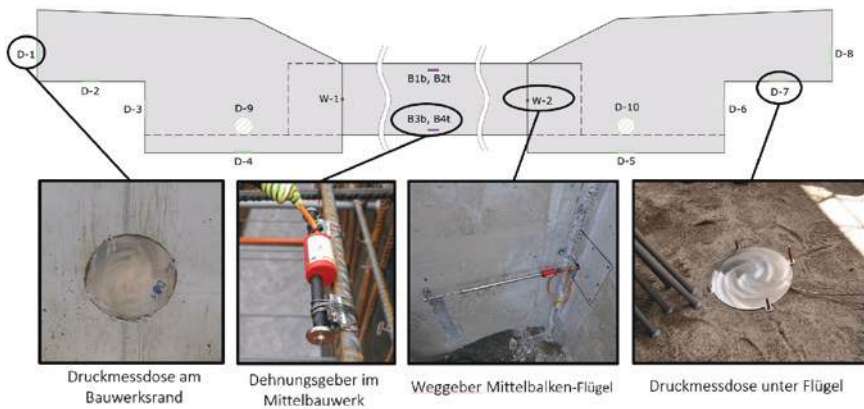 D-1
D-2
D-3
D-9
D-4
W-1
B1b, B2t
B3b, B4t
W-2
D-10
D-5
D-6
D-7
D-8
Druckmessdose am
Bauwerksrand
Dehnungsgeber im
Mittelbauwerk
Weggeber Mittelbalken-Flügel
Druckmessdose unter Flügel